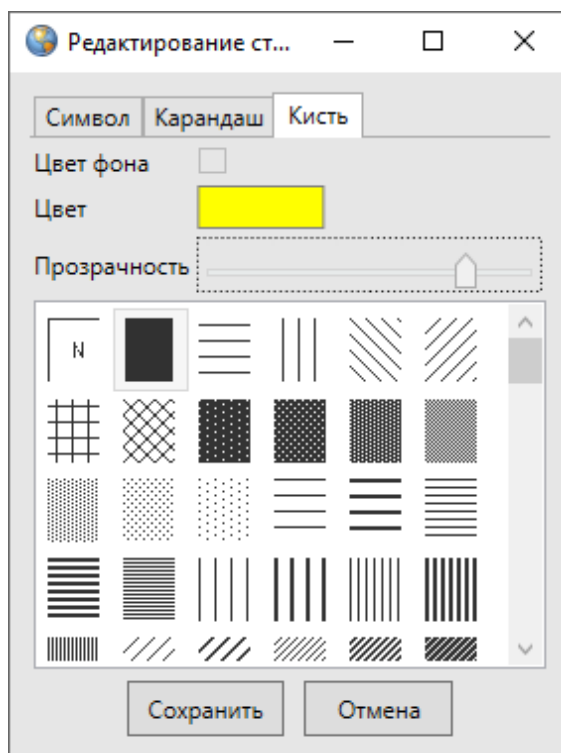 Редактирование ст...
Символ Карандаш Кисть
Цвет фона
Цвет
Прозрачность
N
Сохранить Отмена